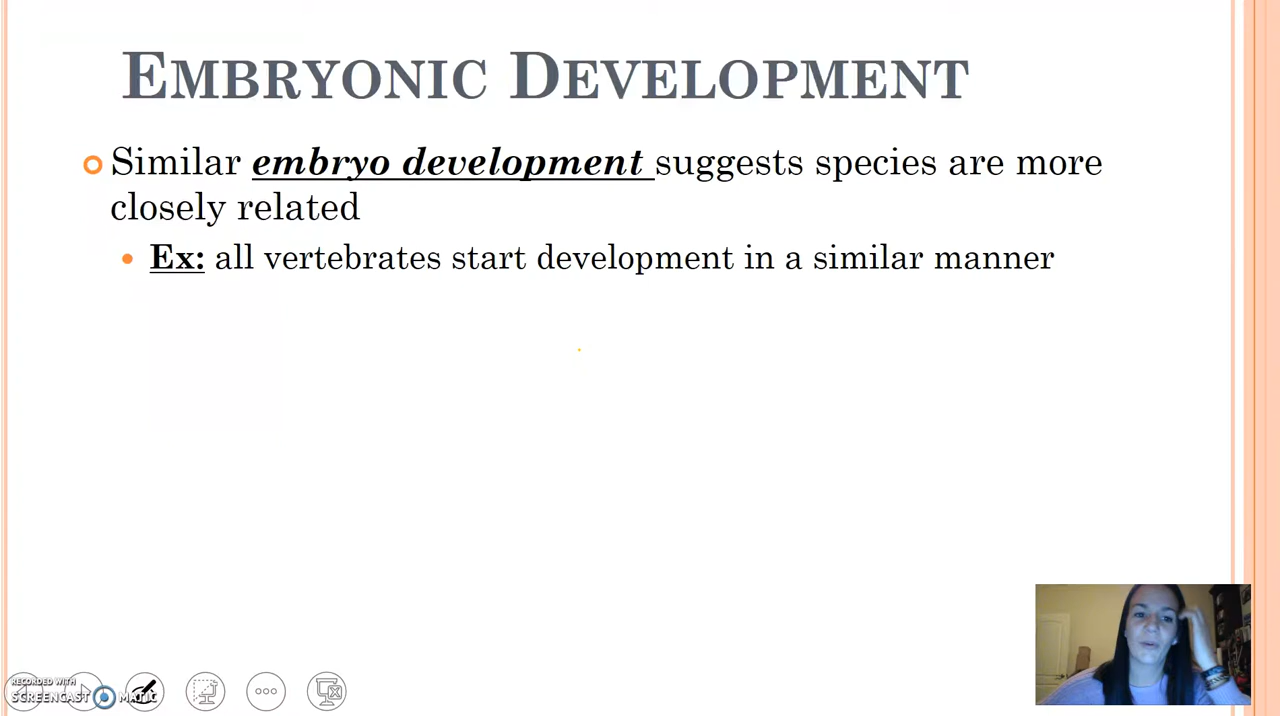 EMBRYONIC DEVELOPMENT
Similar embryo development suggests species are more
closely related
Ex: all vertebrates start development in a similar manner
RECORDED WITH
SCREENCAST MATIC